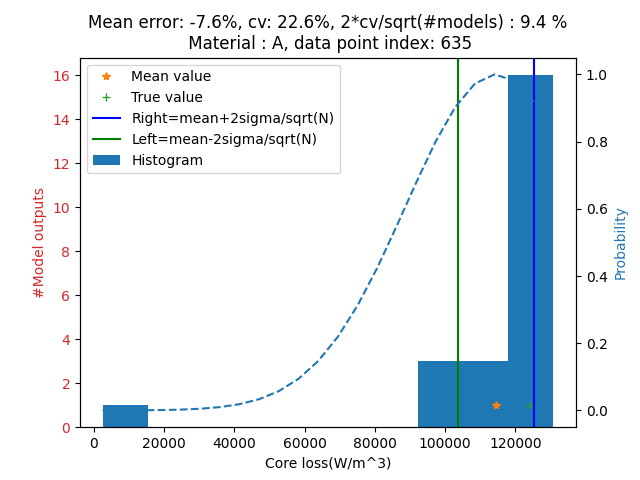 Mean error: -7.6%, cv: 22.6%, 2*cv/sqrt(#models) : 9.4 %
Material : A, data point index: 635
Mean value
True value
Right=mean+2sigma/sqrt(N)
Left=mean-2sigma/sqrt(N)
Histogram
#Model outputs
16
14
12
10
8
6
4
2
0
1.0
0.8
0.6
0.4
0.2
0.0
Probability
0
20000
40000
60000
80000
100000
120000
Core loss(W/m^3)